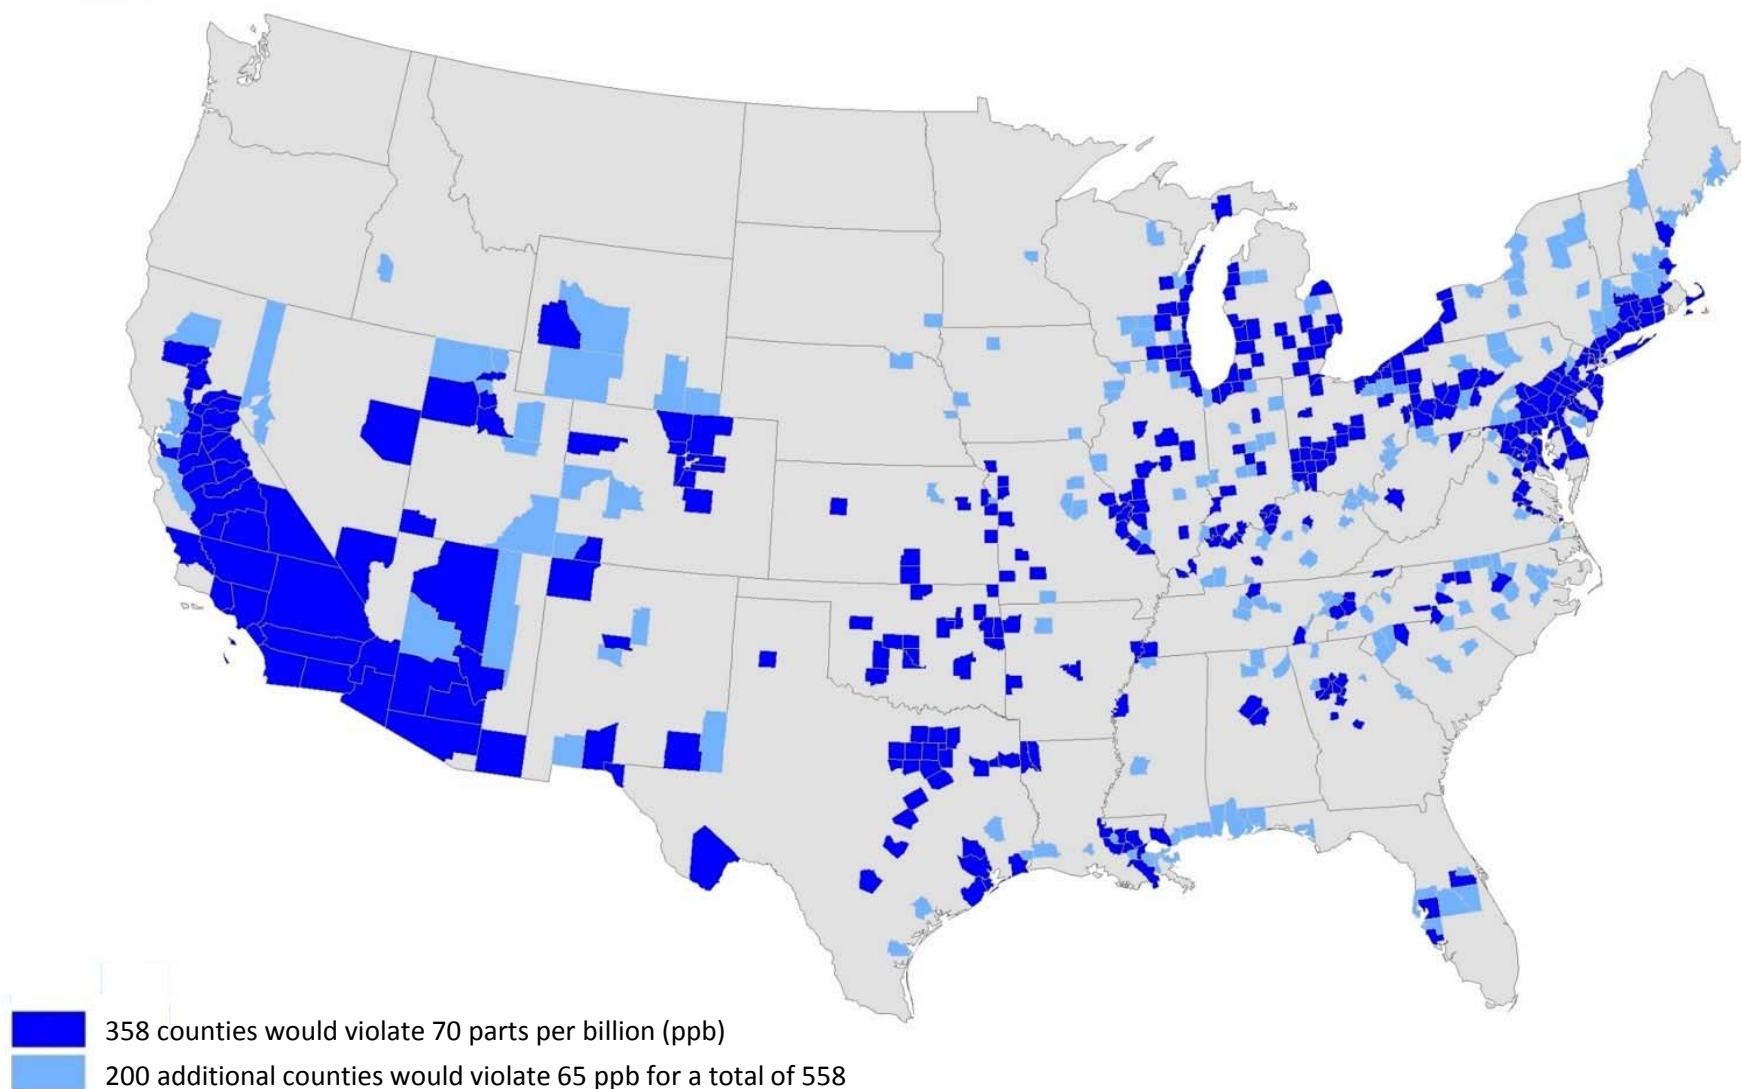 358 counties would violate 70 parts per billion (ppb)
200 additional counties would violate 65 ppb for a total of 558